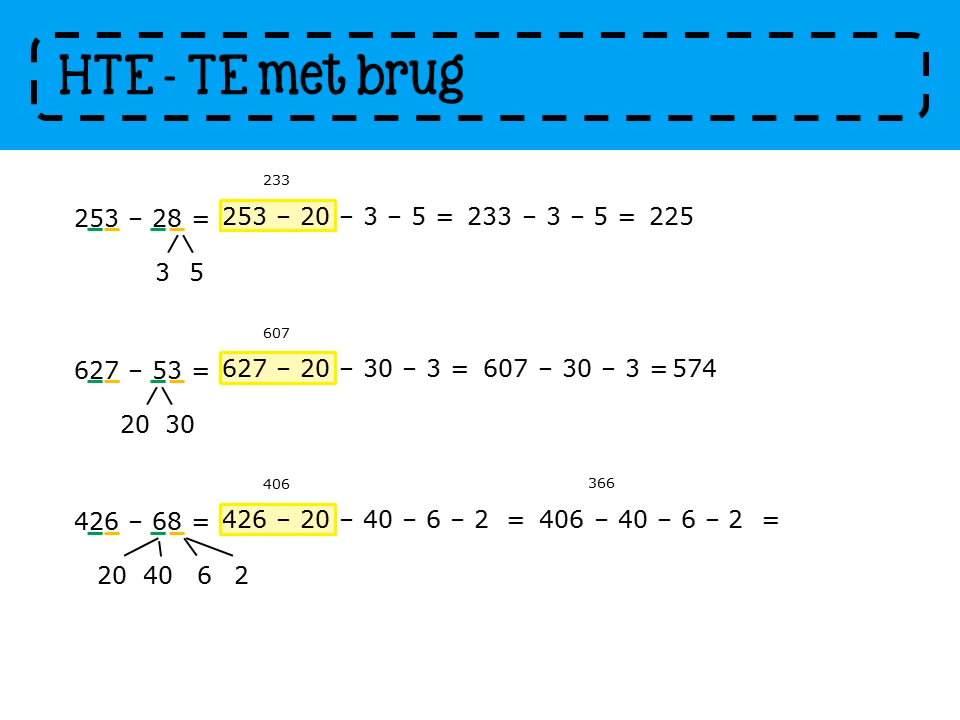 HTE - TE met brug
233
253 – 28 = 253 – 20 – 3 – 5 = 233 – 3 – 5 = 225
3 5
607
627 – 53 = 627 – 20 – 30 – 3 = 607 – 30 – 3 = 574
20 30
406 366
426 – 68 = 426 – 20 – 40 – 6 – 2 = 406 – 40 – 6 – 2 =
20 40 6 2